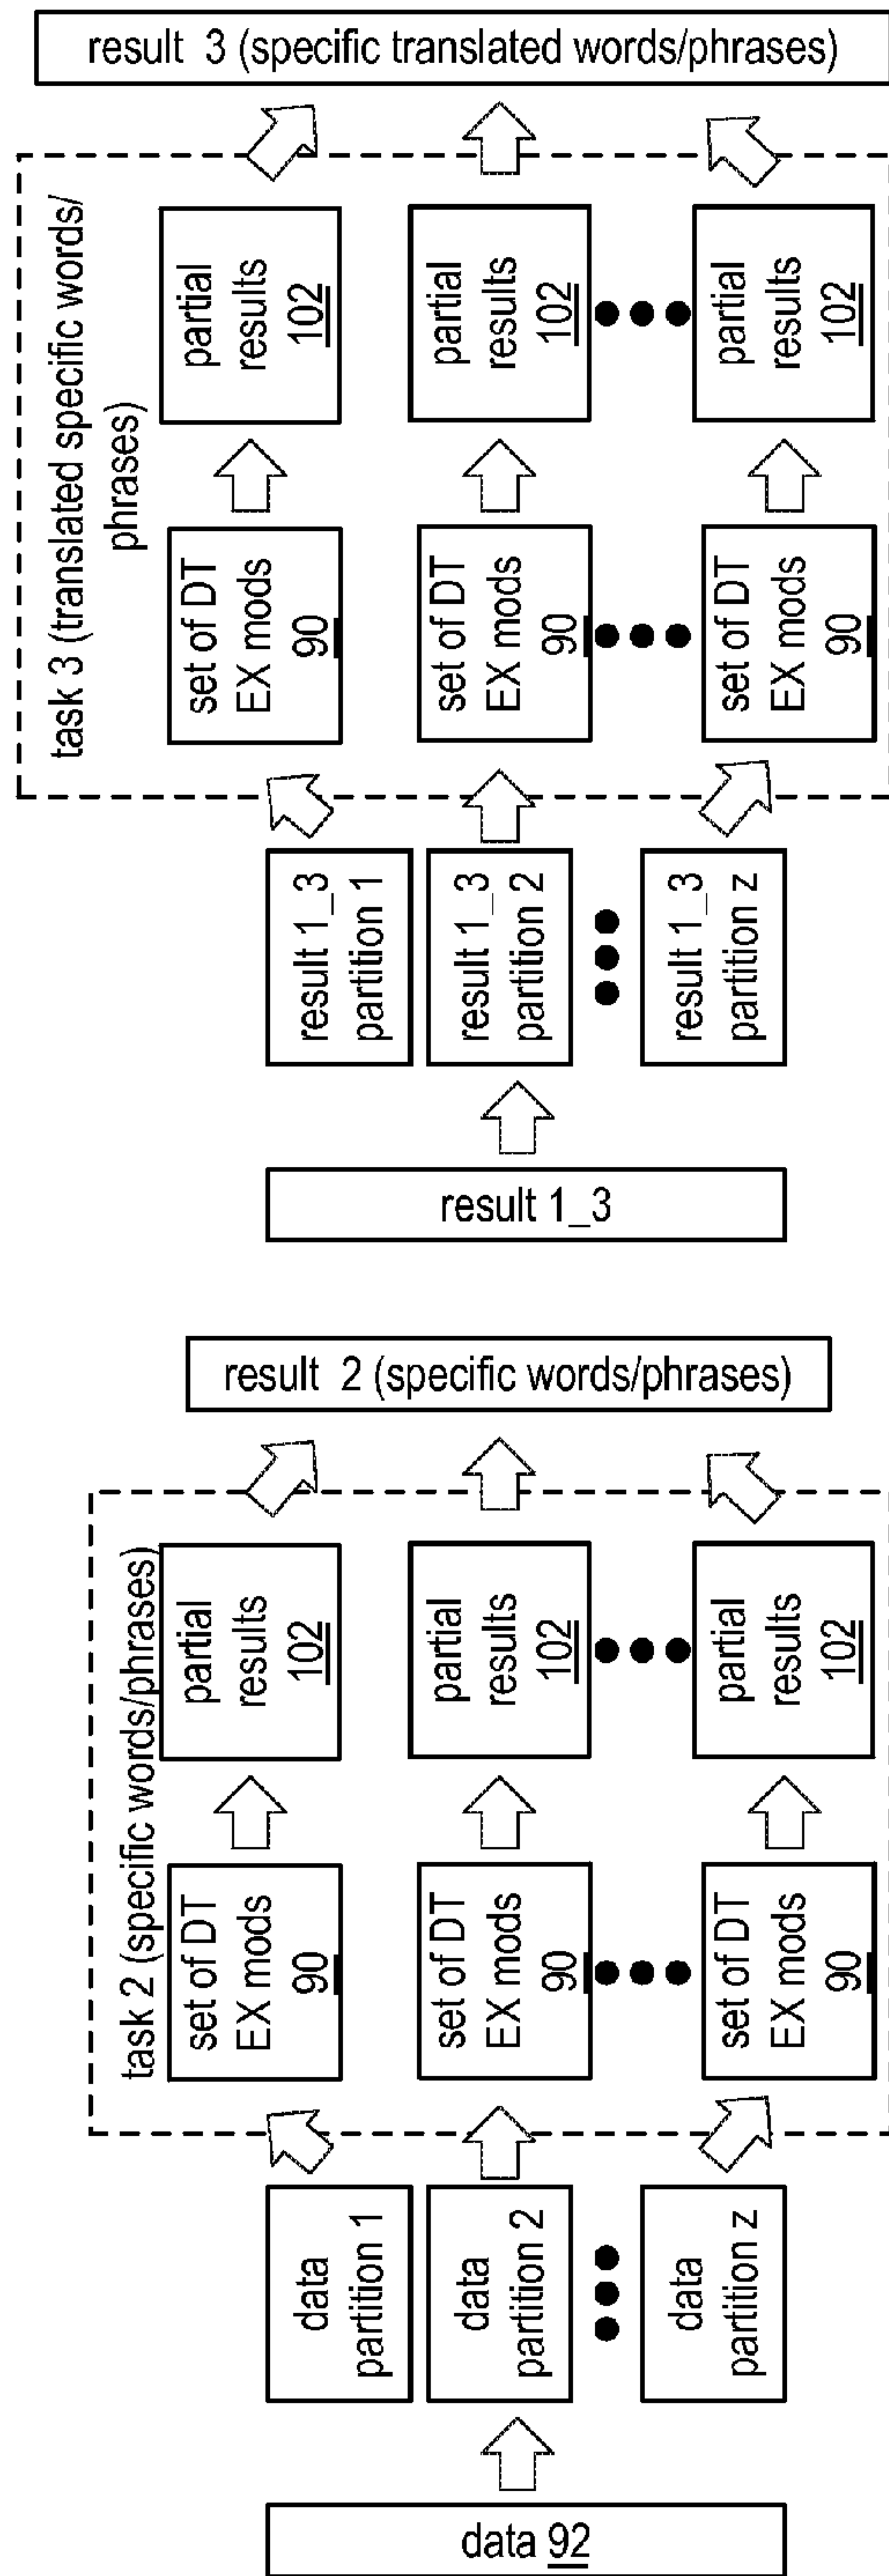 data 92
data
partition 1
data
partition 2
data
partition z
task 2 (specific words/phrases)
set of DT
EX mods
90
partial
results
102
set of DT
EX mods
90
partial
results
102
set of DT
EX mods
90
partial
results
102
result 2 (specific words/phrases)
result 1_3
result 1_3
partition 1
result 1_3
partition 2
result 1_3
partition z
task 3 (translated specific words/
phrases)
set of DT
EX mods
90
partial
results
102
set of DT
EX mods
90
partial
results
102
set of DT
EX mods
90
partial
results
102
result 3 (specific translated words/phrases)